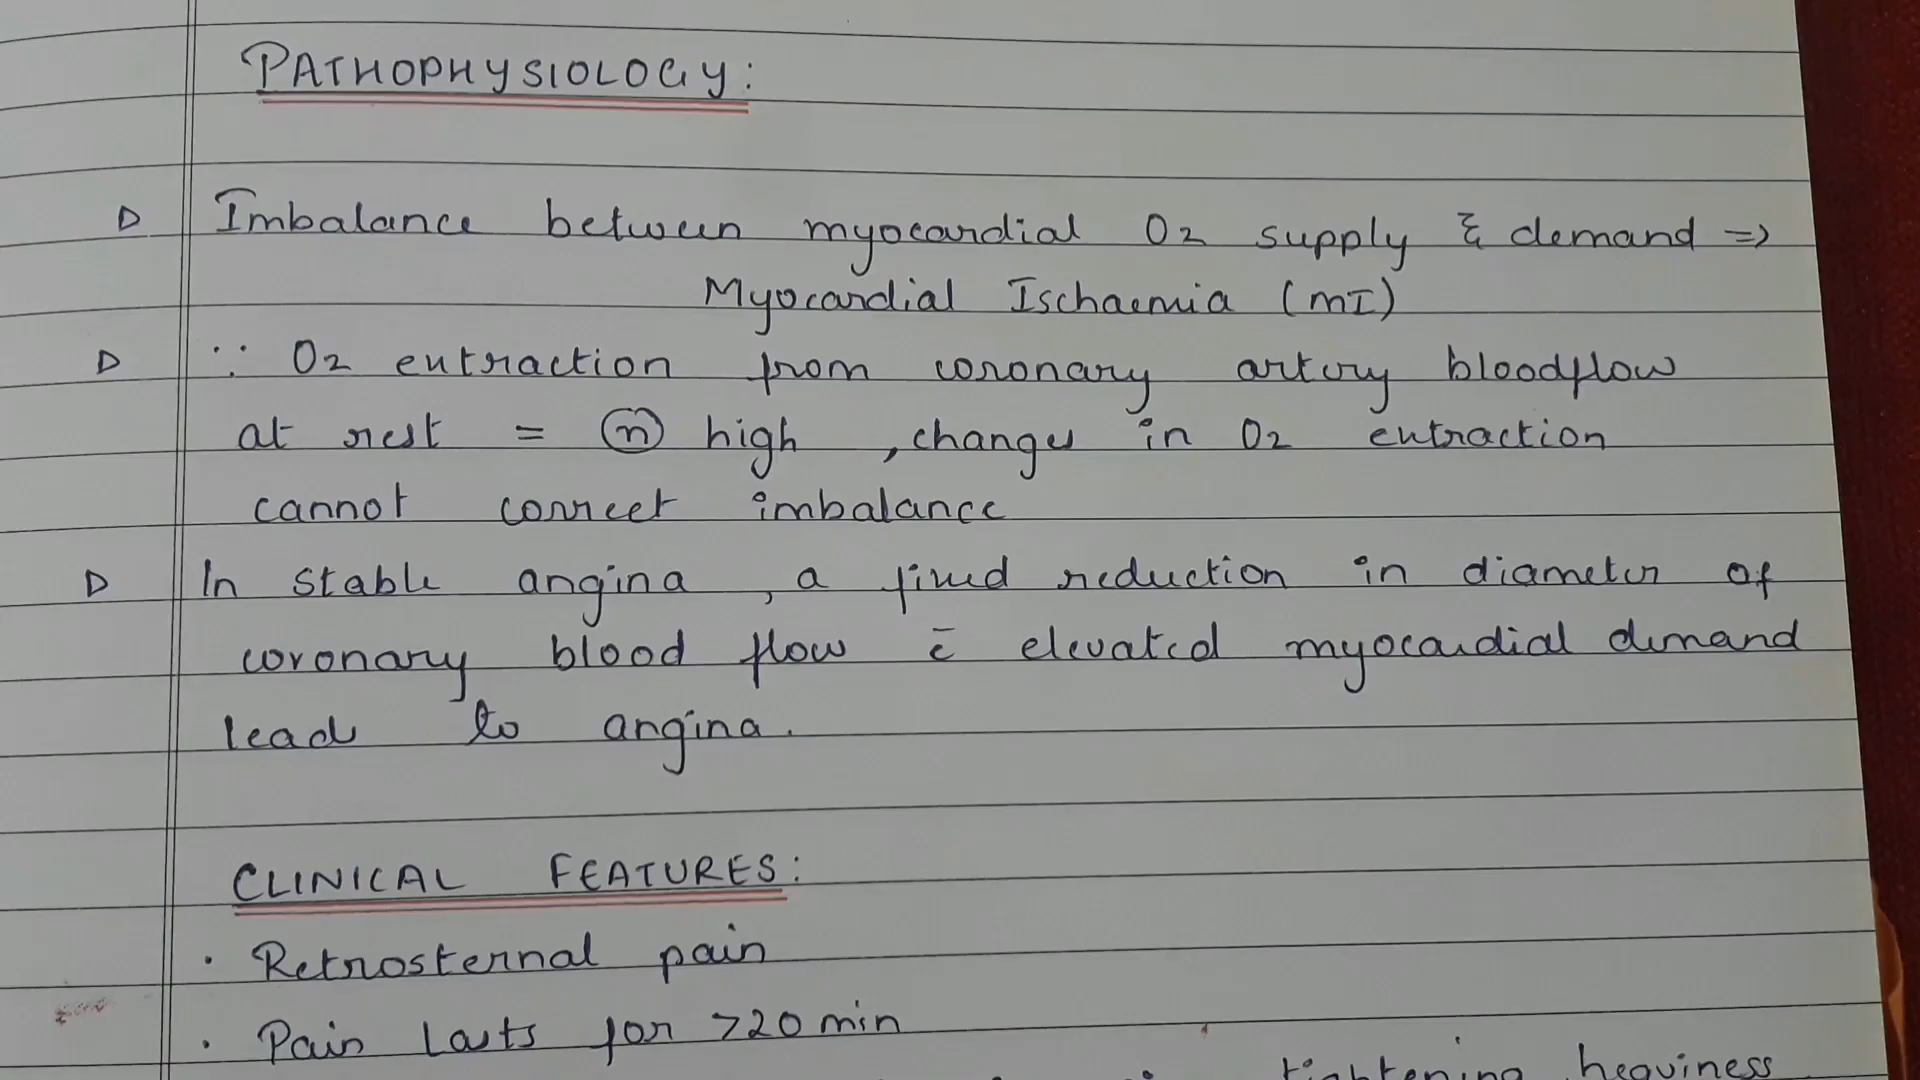 PATHOPHYSIOLOGY:
▷ Imbalance between myocardial O2 supply & demand =>
Myocardial Ischaemia (MI)
▷ ∵ O2 extraction from coronary artery bloodflow
at rest = (n) high, changes in O2 extraction
cannot correct imbalance
▷ In stable angina, a fixed reduction in diameter of
coronary blood flow c̄ elevated myocardial demand
lead to angina.
CLINICAL FEATURES:
· Retrosternal pain
· Pain lasts for >20 min
tightening heaviness